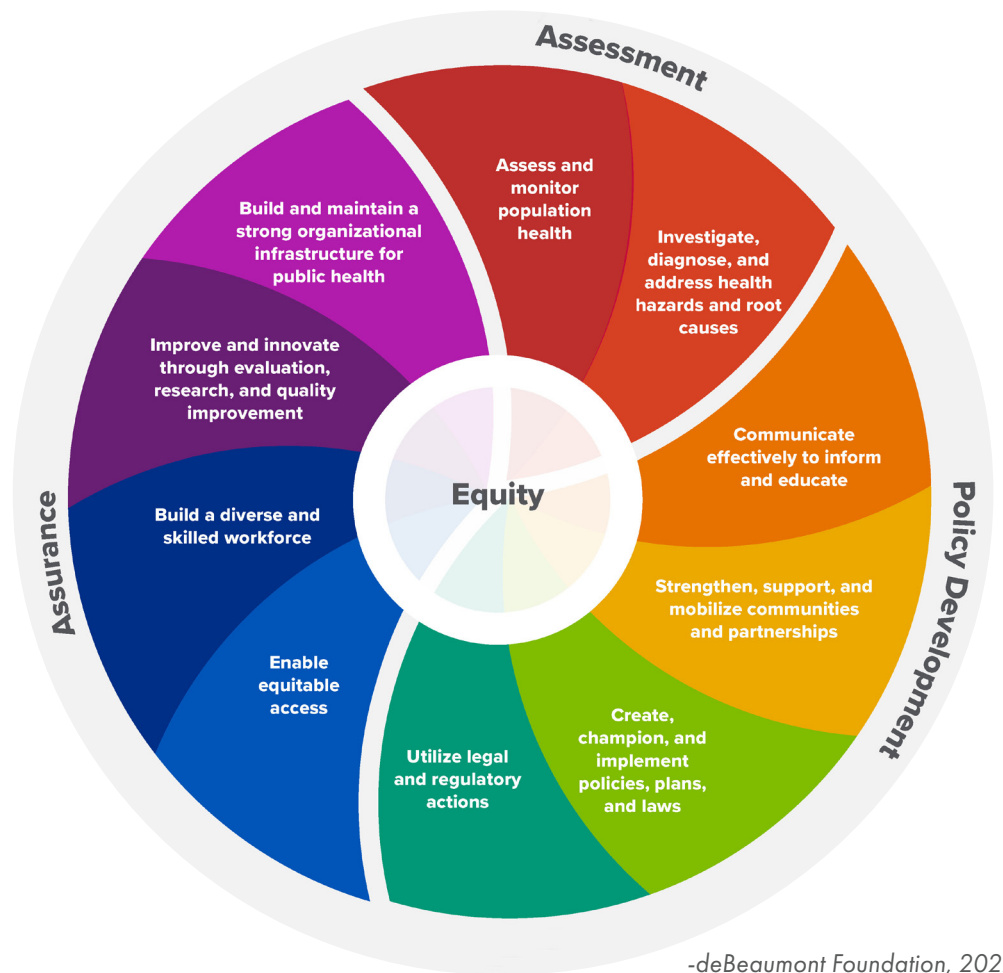 Assessment
Assess and
monitor
population
health
Investigate,
diagnose, and
address health
hazards and root
causes
Policy Development
Communicate
effectively to inform
and educate
Strengthen, support, and
mobilize communities
and partnerships
Create,
champion, and
implement
policies, plans,
and laws
Utilize legal
and regulatory
actions
Assurance
Enable
equitable
access
Build a diverse and
skilled workforce
Improve and innovate
through evaluation,
research, and quality
improvement
Build and maintain a
strong organizational
infrastructure for
public health
Equity
-deBeaumont Foundation, 202